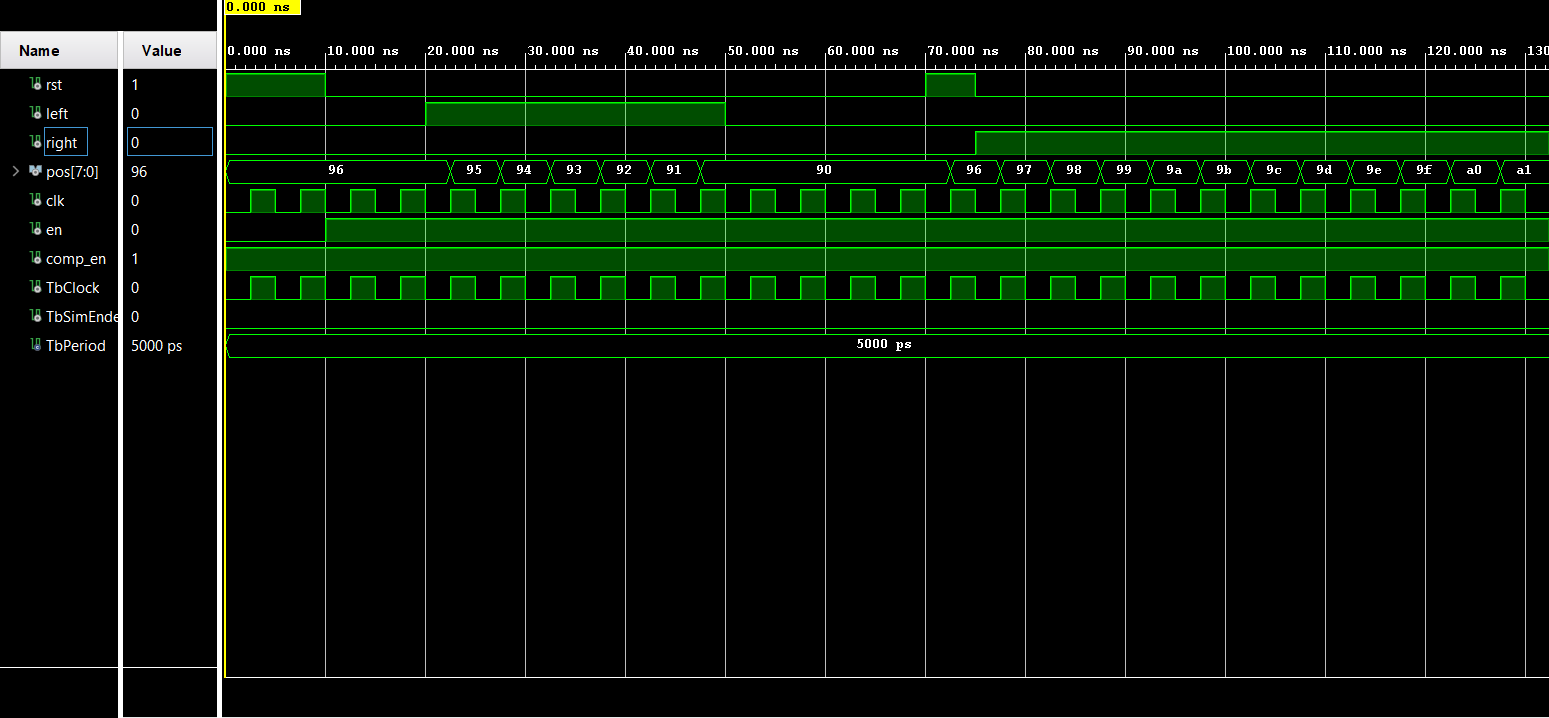 0.000 ns
Name Value
0.000 ns 10.000 ns 20.000 ns 30.000 ns 40.000 ns 50.000 ns 60.000 ns 70.000 ns 80.000 ns 90.000 ns 100.000 ns 110.000 ns 120.000 ns 130
rst 1
left 0
right 0
pos[7:0] 96 96 95 94 93 92 91 90 96 97 98 99 9a 9b 9c 9d 9e 9f a0 a1
clk 0
en 0
comp_en 1
TbClock 0
TbSimEnde 0
TbPeriod 5000 ps 5000 ps